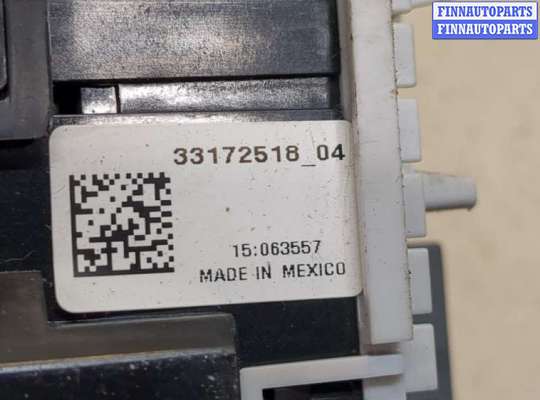 FINNAUTOPARTS
FINNAUTOPARTS
33172518_04
15:063557
MADE IN MEXICO